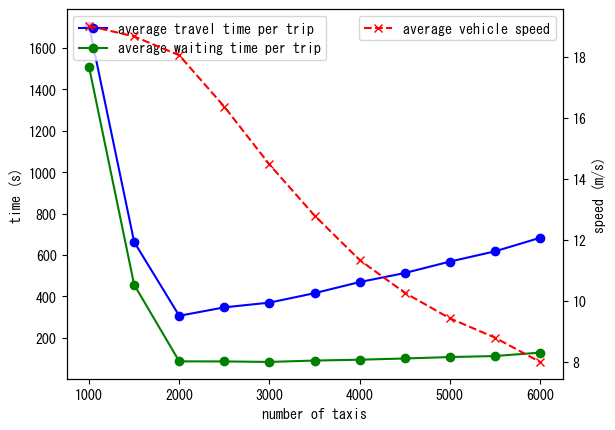 average travel time per trip
average waiting time per trip
average vehicle speed
time (s)
1600
1400
1200
1000
800
600
400
200
18
16
14
12
10
8
speed (m/s)
1000 2000 3000 4000 5000 6000
number of taxis